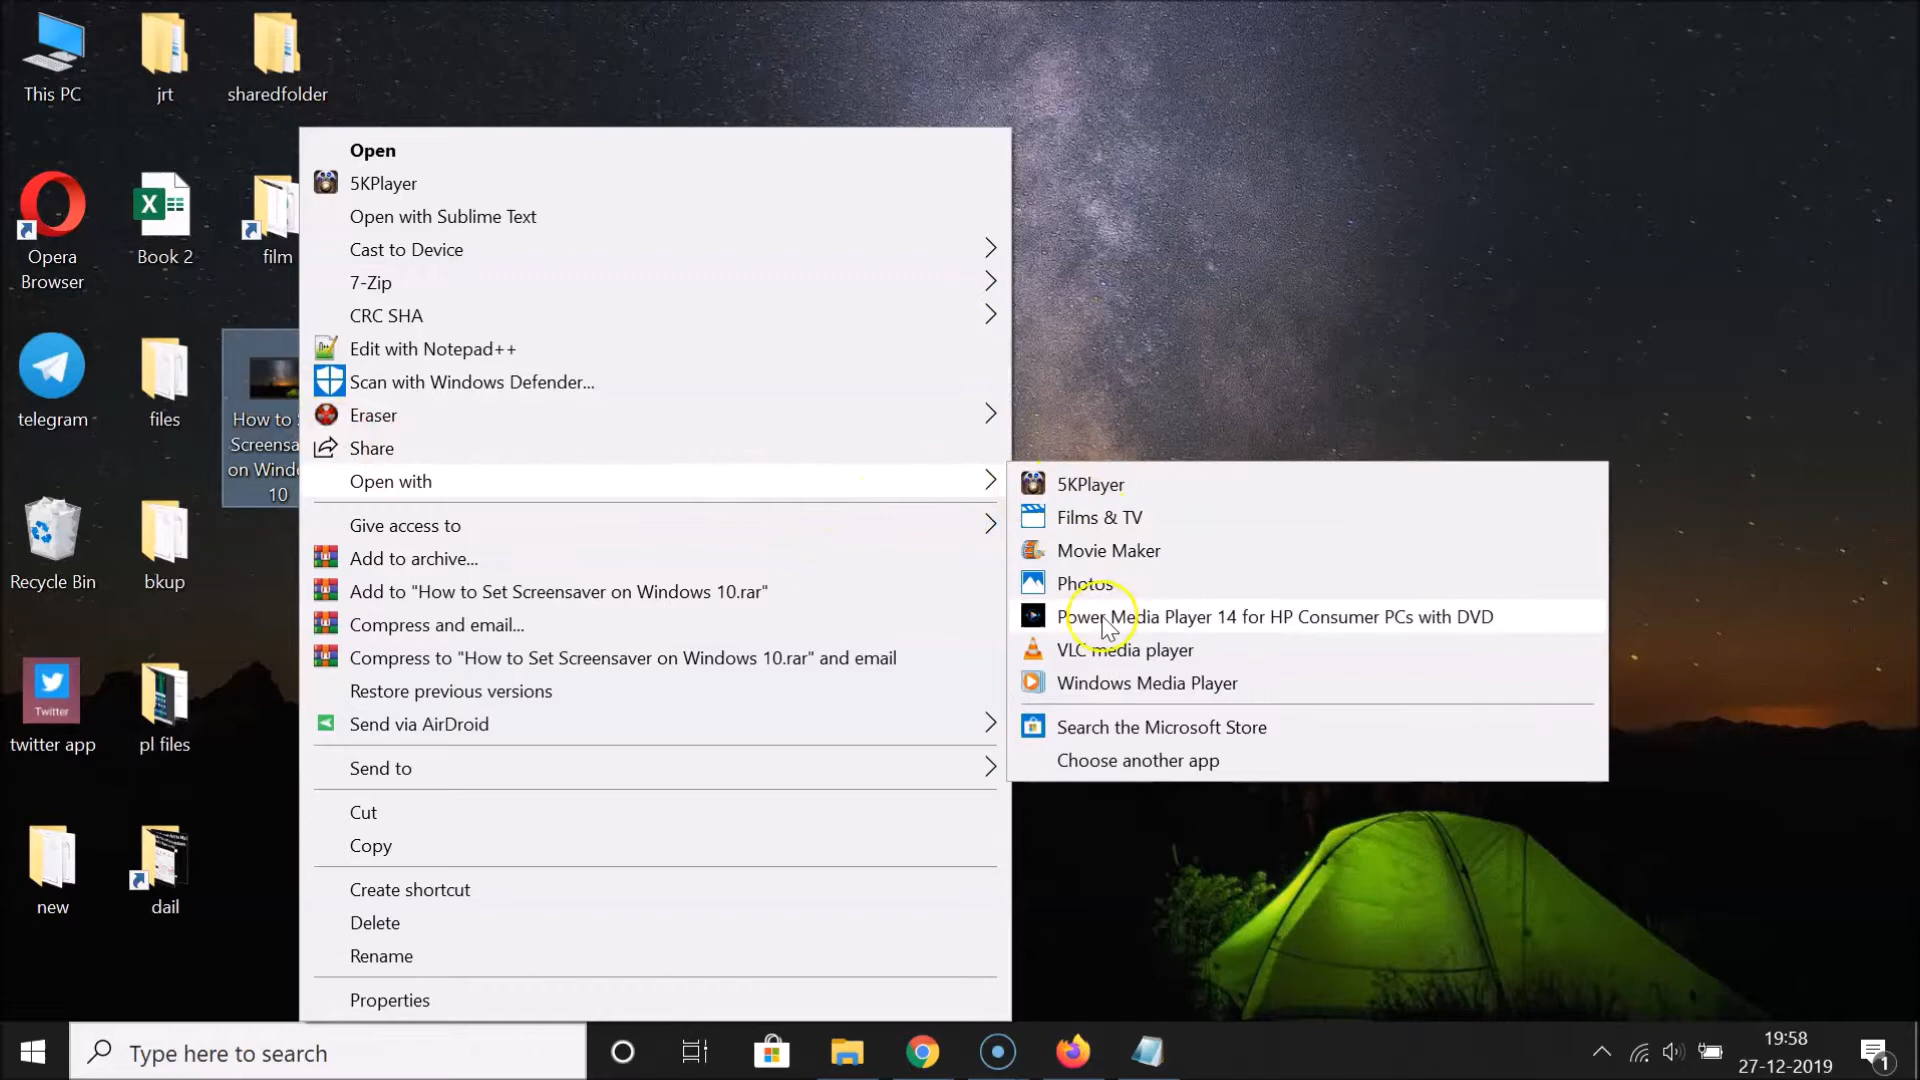 This PC
jrt
sharedfolder
Opera
Browser
Book 2
film
telegram
files
How to
Screensa
on Wind
10
Recycle Bin
bkup
Twitter
twitter app
pl files
new
dail
Open
5KPlayer
Open with Sublime Text
Cast to Device
7-Zip
CRC SHA
Edit with Notepad++
Scan with Windows Defender...
Eraser
Share
Open with
Give access to
Add to archive...
Add to "How to Set Screensaver on Windows 10.rar"
Compress and email...
Compress to "How to Set Screensaver on Windows 10.rar" and email
Restore previous versions
Send via AirDroid
Send to
Cut
Copy
Create shortcut
Delete
Rename
Properties
5KPlayer
Films & TV
Movie Maker
Photos
Power Media Player 14 for HP Consumer PCs with DVD
VLC media player
Windows Media Player
Search the Microsoft Store
Choose another app
Type here to search
19:58
27-12-2019
1